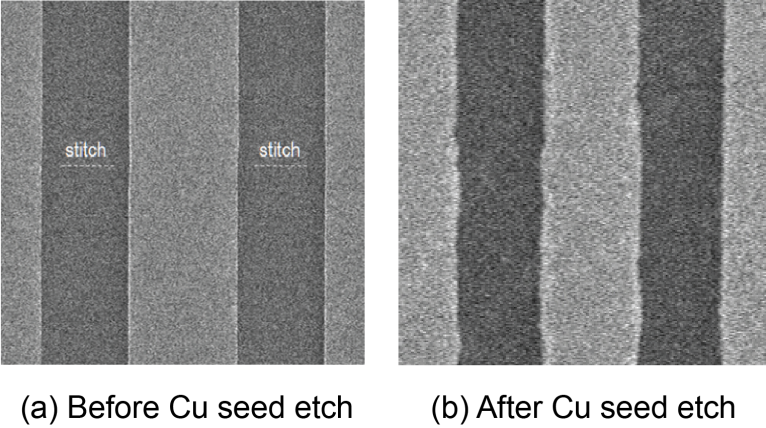 stitch
stitch
(a) Before Cu seed etch
(b) After Cu seed etch